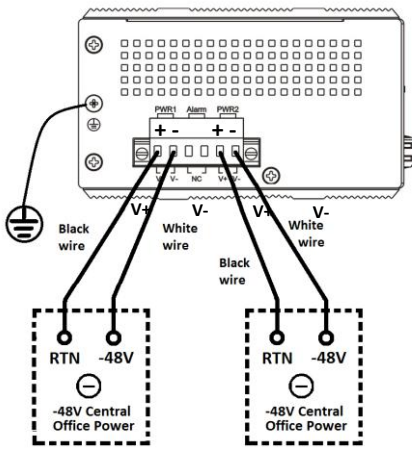 PWR1 Alarm PWR2
+ - + -
V- NC V+ V-
V+ V- V+ V-
Black
wire
White
wire
Black
wire
White
wire
RTN -48V
-48V Central
Office Power
RTN -48V
-48V Central
Office Power